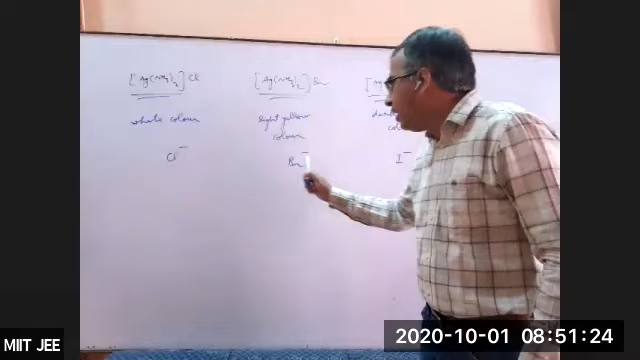 [Ag(NH3)2]Cl [Ag(NH3)2]Br [Ag
white colour light yellow
colour
Cl⁻ Br⁻ I⁻
MIIT JEE
2020-10-01 08:51:24